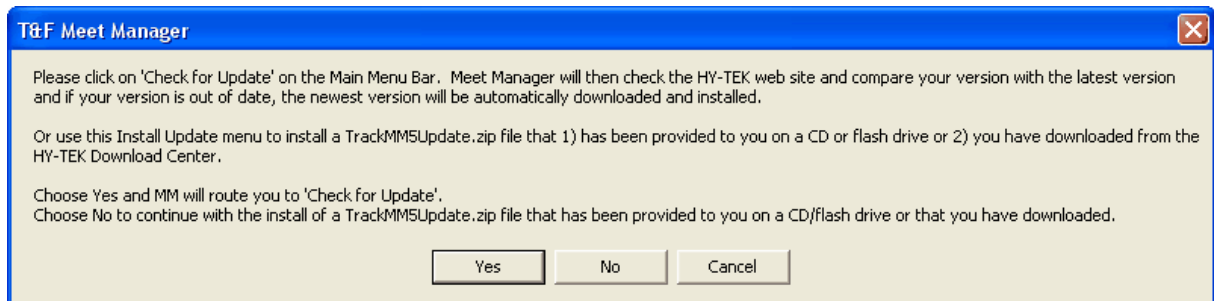 T&F Meet Manager
Please click on 'Check for Update' on the Main Menu Bar.  Meet Manager will then check the HY-TEK web site and compare your version with the latest version
and if your version is out of date, the newest version will be automatically downloaded and installed.
Or use this Install Update menu to install a TrackMM5Update.zip file that 1) has been provided to you on a CD or flash drive or 2) you have downloaded from the
HY-TEK Download Center.
Choose Yes and MM will route you to 'Check for Update'.
Choose No to continue with the install of a TrackMM5Update.zip file that has been provided to you on a CD/flash drive or that you have downloaded.
Yes No Cancel